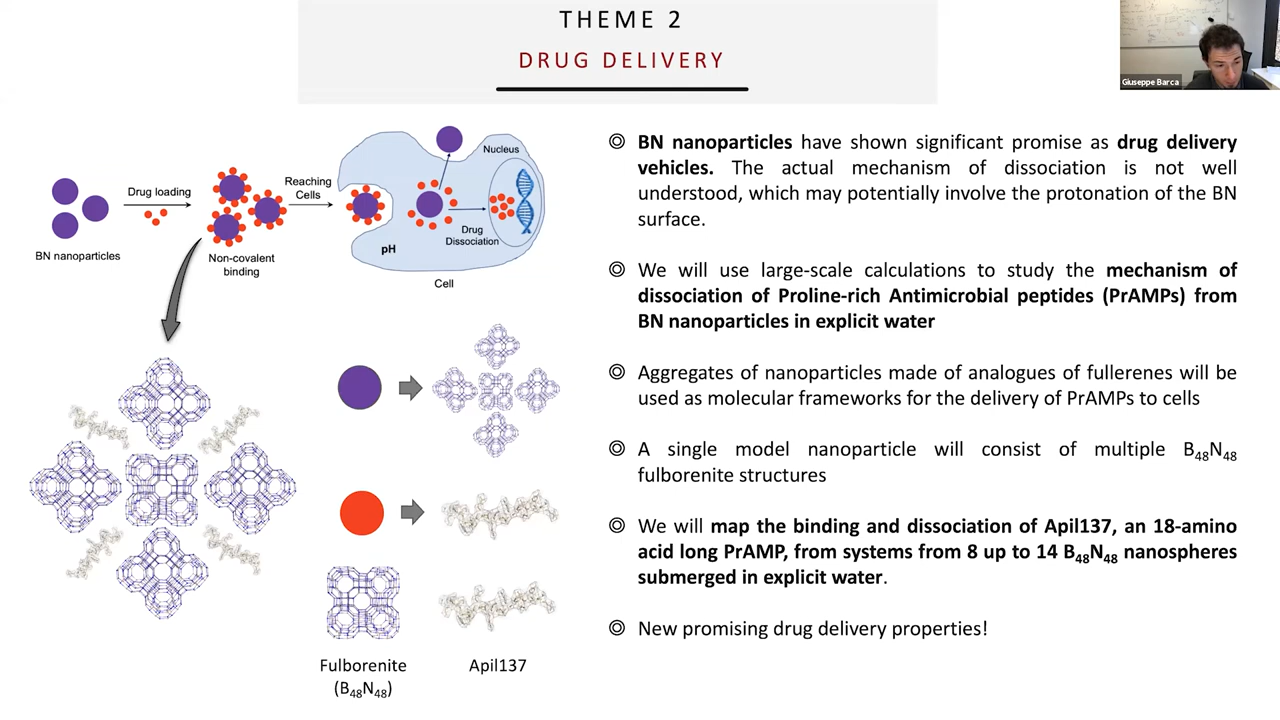 THEME 2
DRUG DELIVERY
Giuseppe Barca
BN nanoparticles
Drug loading
Non-covalent
binding
Reaching
Cells
Nucleus
pH
Drug
Dissociation
Cell
Fulborenite
(B48N48)
Apil137
◎ BN nanoparticles have shown significant promise as drug delivery
vehicles. The actual mechanism of dissociation is not well
understood, which may potentially involve the protonation of the BN
surface.
◎ We will use large-scale calculations to study the mechanism of
dissociation of Proline-rich Antimicrobial peptides (PrAMPs) from
BN nanoparticles in explicit water
◎ Aggregates of nanoparticles made of analogues of fullerenes will be
used as molecular frameworks for the delivery of PrAMPs to cells
◎ A single model nanoparticle will consist of multiple B48N48
fulborenite structures
◎ We will map the binding and dissociation of Apil137, an 18-amino
acid long PrAMP, from systems from 8 up to 14 B48N48 nanospheres
submerged in explicit water.
◎ New promising drug delivery properties!